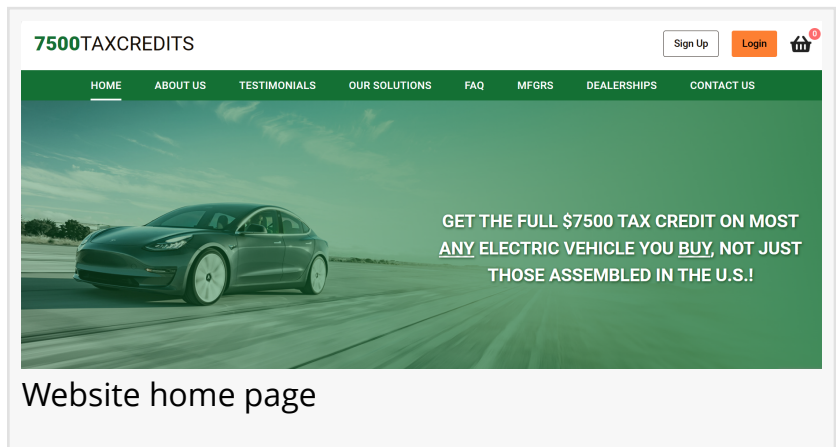 7500TAXCREDITS
Sign Up
Login
0
HOME ABOUT US TESTIMONIALS OUR SOLUTIONS FAQ MFGRS DEALERSHIPS CONTACT US
GET THE FULL $7500 TAX CREDIT ON MOST
ANY ELECTRIC VEHICLE YOU BUY, NOT JUST
THOSE ASSEMBLED IN THE U.S.!
Website home page